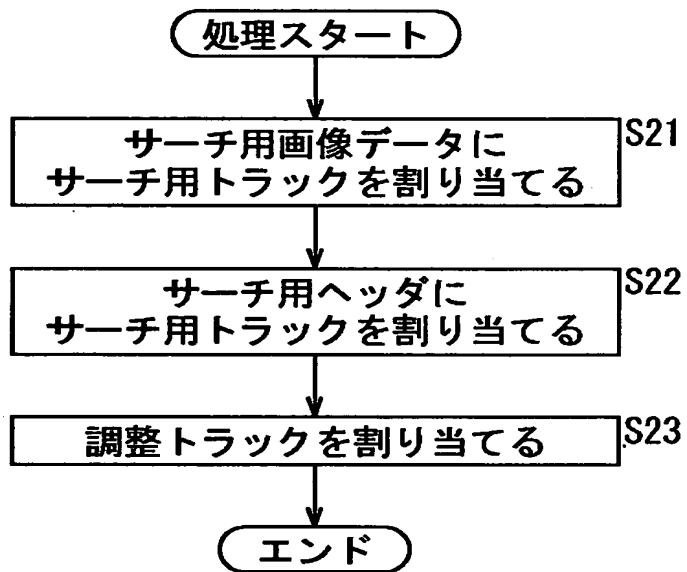 処理スタート
サーチ用画像データに
サーチ用トラックを割り当てる
S21
サーチ用ヘッダに
サーチ用トラックを割り当てる
S22
調整トラックを割り当てる
S23
エンド